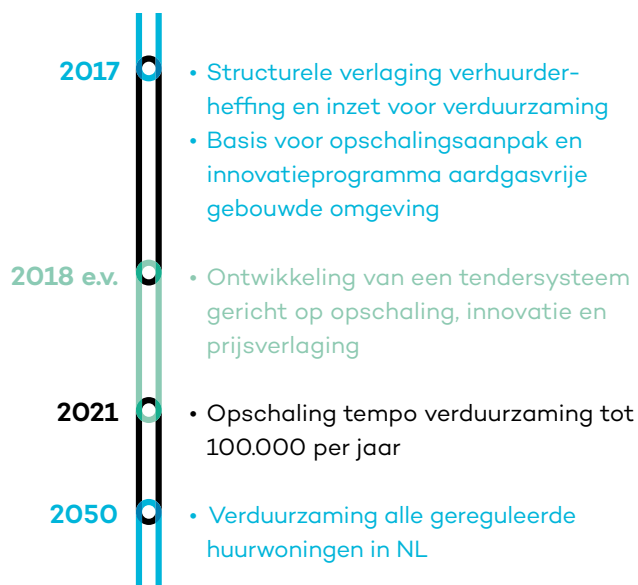 2017
• Structurele verlaging verhuurder-
heffing en inzet voor verduurzaming
• Basis voor opschalingsaanpak en
innovatieprogramma aardgasvrije
gebouwde omgeving
2018 e.v.
• Ontwikkeling van een tendersysteem
gericht op opschaling, innovatie en
prijsverlaging
2021
• Opschaling tempo verduurzaming tot
100.000 per jaar
2050
• Verduurzaming alle gereguleerde
huurwoningen in NL